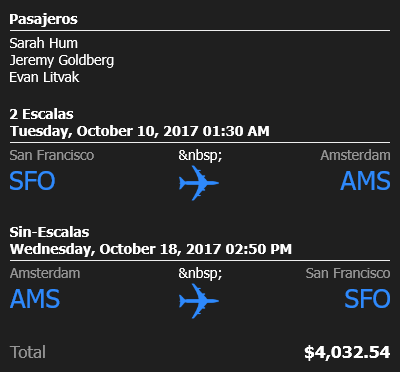 Pasajeros
Sarah Hum
Jeremy Goldberg
Evan Litvak
2 Escalas
Tuesday, October 10, 2017 01:30 AM
San Francisco &nbsp; Amsterdam
SFO AMS
Sin-Escalas
Wednesday, October 18, 2017 02:50 PM
Amsterdam &nbsp; San Francisco
AMS SFO
Total $4,032.54